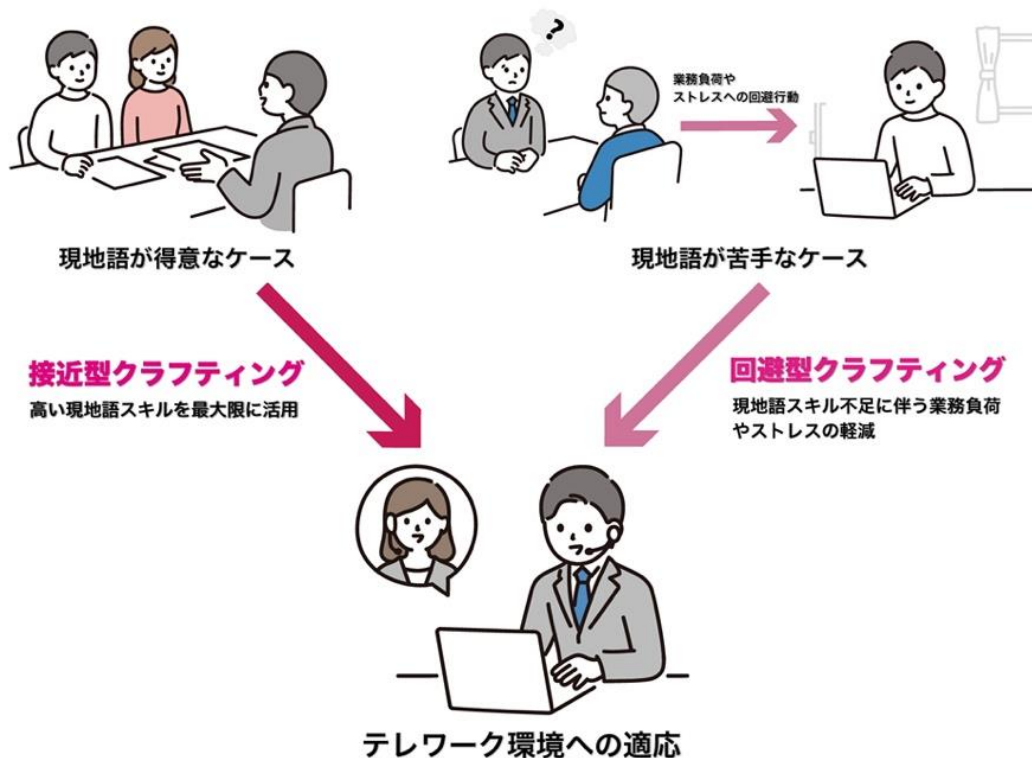 ?
業務負荷や
ストレスへの回避行動
現地語が得意なケース
現地語が苦手なケース
接近型クラフティング
高い現地語スキルを最大限に活用
回避型クラフティング
現地語スキル不足に伴う業務負荷
やストレスの軽減
テレワーク環境への適応